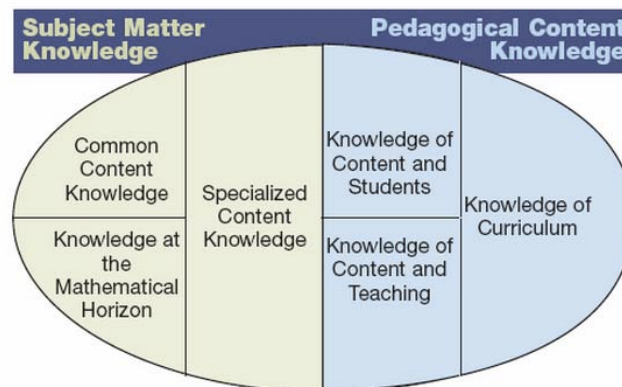 Subject Matter
Knowledge
Pedagogical Content
Knowledge
Common
Content
Knowledge
Knowledge at
the
Mathematical
Horizon
Specialized
Content
Knowledge
Knowledge of
Content and
Students
Knowledge of
Content and
Teaching
Knowledge of
Curriculum